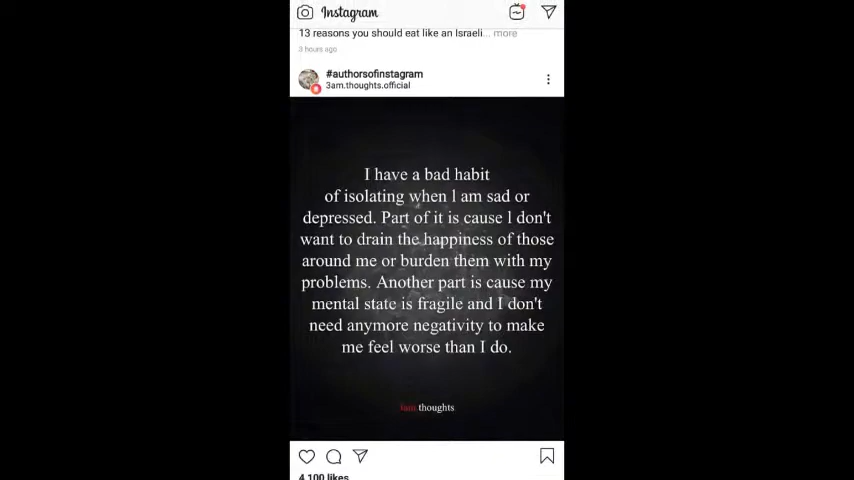 Instagram
13 reasons you should eat like an Israeli... more
3 hours ago
#authorsofinstagram
3am.thoughts.official
I have a bad habit
of isolating when I am sad or
depressed. Part of it is cause I don't
want to drain the happiness of those
around me or burden them with my
problems. Another part is cause my
mental state is fragile and I don't
need anymore negativity to make
me feel worse than I do.
3am thoughts
4,100 likes